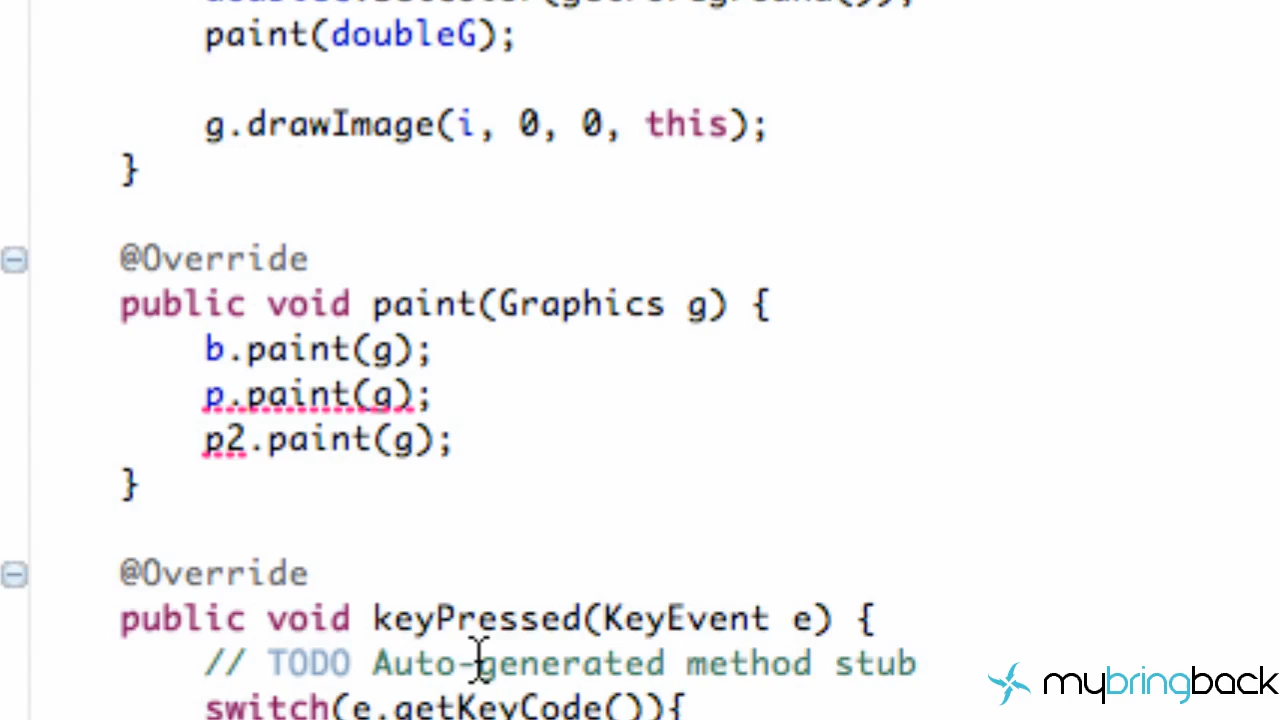 paint(doubleG);
g.drawImage(i, 0, 0, this);
}
@Override
public void paint(Graphics g) {
b.paint(g);
p.paint(g);
p2.paint(g);
}
@Override
public void keyPressed(KeyEvent e) {
// TODO Auto-generated method stub
switch(e.getKeyCode()){
mybringback